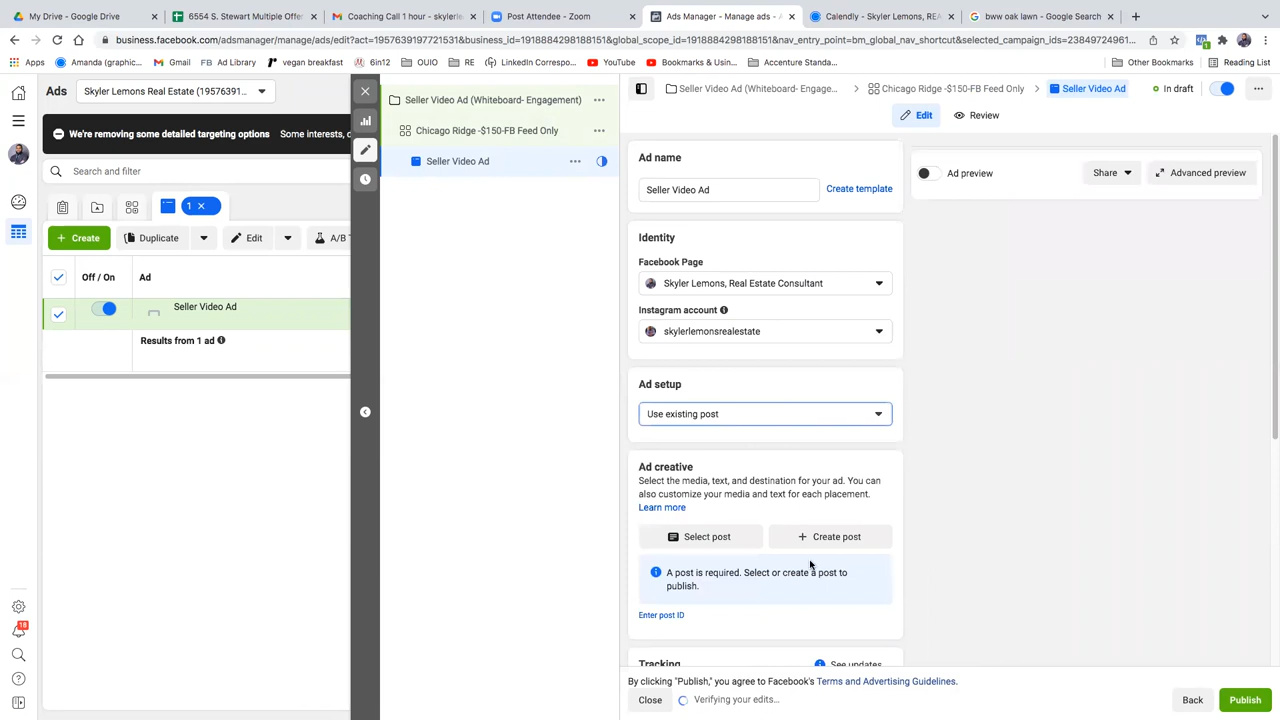 My Drive - Google Drive
6554 S. Stewart Multiple Offer
Coaching Call 1 hour - skylerle
Post Attendee - Zoom
Ads Manager - Manage ads - A
Calendly - Skyler Lemons, REA
bww oak lawn - Google Search
business.facebook.com/adsmanager/manage/ads/edit?act=1957639197721531&business_id=1918884298188151&global_scope_id=1918884298188151&nav_entry_point=bm_global_nav_shortcut&selected_campaign_ids=23849724961...
Apps
Amanda (graphic...
Gmail
Ad Library
vegan breakfast
6in12
OUIO
RE
LinkedIn Correspo...
YouTube
Bookmarks & Usin...
Accenture Standa...
Other Bookmarks
Reading List
Ads
Skyler Lemons Real Estate (19576391...
We're removing some detailed targeting options Some interests,
Search and filter
1
Create
Duplicate
Edit
A/B T
Off / On
Ad
Seller Video Ad
Results from 1 ad
18
Seller Video Ad (Whiteboard- Engagement)
Chicago Ridge -$150-FB Feed Only
Seller Video Ad
Seller Video Ad (Whiteboard- Engage...
Chicago Ridge -$150-FB Feed Only
Seller Video Ad
In draft
Edit
Review
Ad name
Seller Video Ad
Create template
Identity
Facebook Page
Skyler Lemons, Real Estate Consultant
Instagram account
skylerlemonsrealestate
Ad setup
Use existing post
Ad creative
Select the media, text, and destination for your ad. You can
also customize your media and text for each placement.
Learn more
Select post
Create post
A post is required. Select or create a post to
publish.
Enter post ID
Tracking
See updates
Ad preview
Share
Advanced preview
By clicking "Publish," you agree to Facebook's Terms and Advertising Guidelines.
Close
Verifying your edits...
Back
Publish